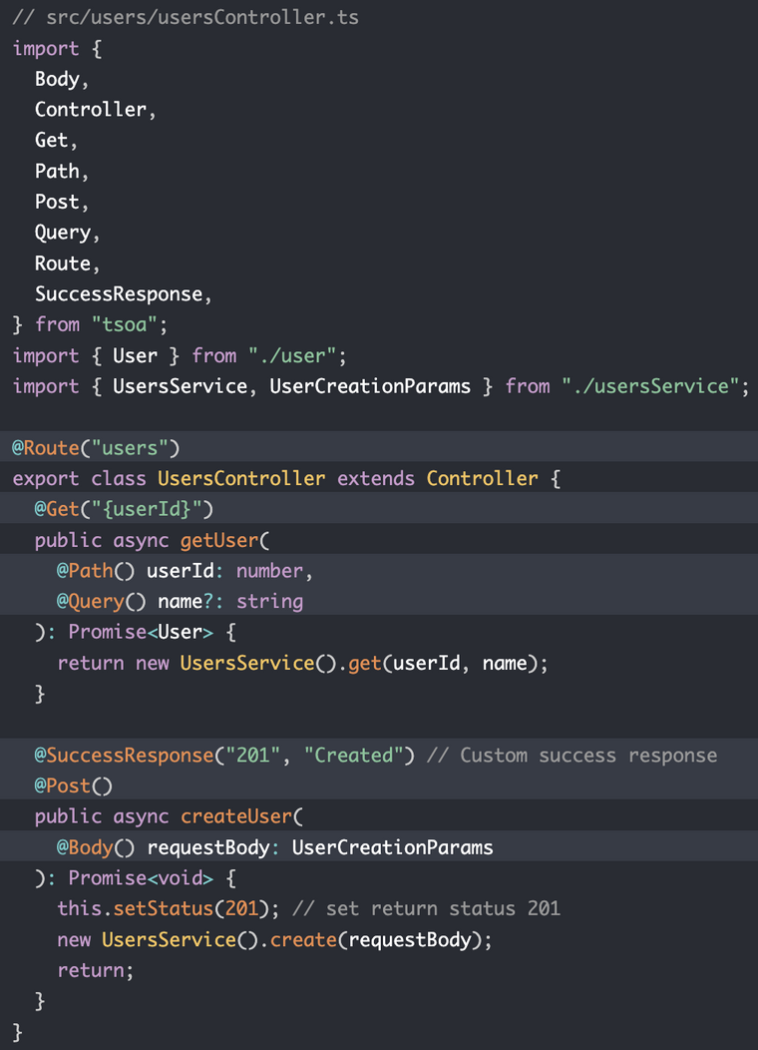 // src/users/usersController.ts
import {
  Body,
  Controller,
  Get,
  Path,
  Post,
  Query,
  Route,
  SuccessResponse,
} from "tsoa";
import { User } from "./user";
import { UsersService, UserCreationParams } from "./usersService";

@Route("users")
export class UsersController extends Controller {
  @Get("{userId}")
  public async getUser(
    @Path() userId: number,
    @Query() name?: string
  ): Promise<User> {
    return new UsersService().get(userId, name);
  }

  @SuccessResponse("201", "Created") // Custom success response
  @Post()
  public async createUser(
    @Body() requestBody: UserCreationParams
  ): Promise<void> {
    this.setStatus(201); // set return status 201
    new UsersService().create(requestBody);
    return;
  }
}